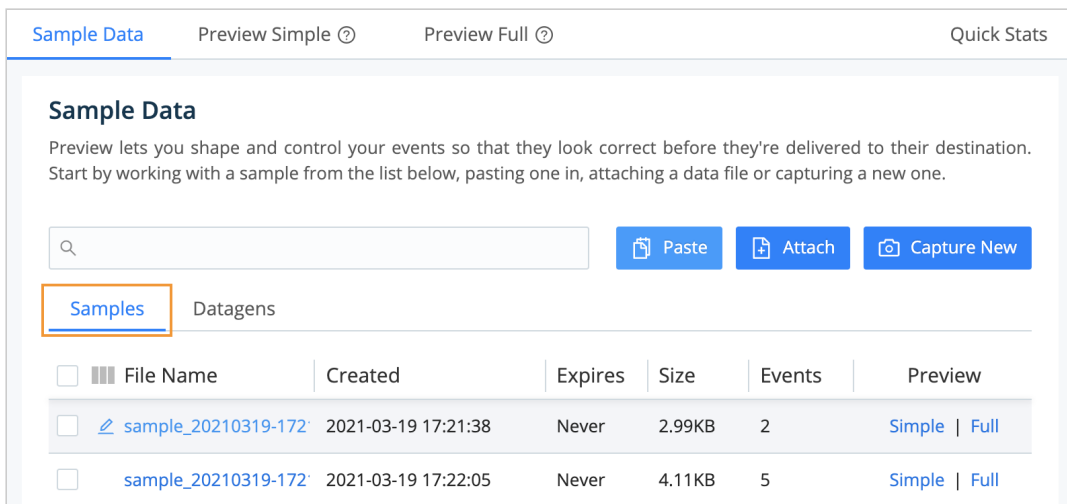 Sample Data Preview Simple Preview Full Quick Stats
Sample Data
Preview lets you shape and control your events so that they look correct before they're delivered to their destination.
Start by working with a sample from the list below, pasting one in, attaching a data file or capturing a new one.
Paste Attach Capture New
Samples Datagens
File Name Created Expires Size Events Preview
sample_20210319-172 2021-03-19 17:21:38 Never 2.99KB 2 Simple | Full
sample_20210319-172 2021-03-19 17:22:05 Never 4.11KB 5 Simple | Full